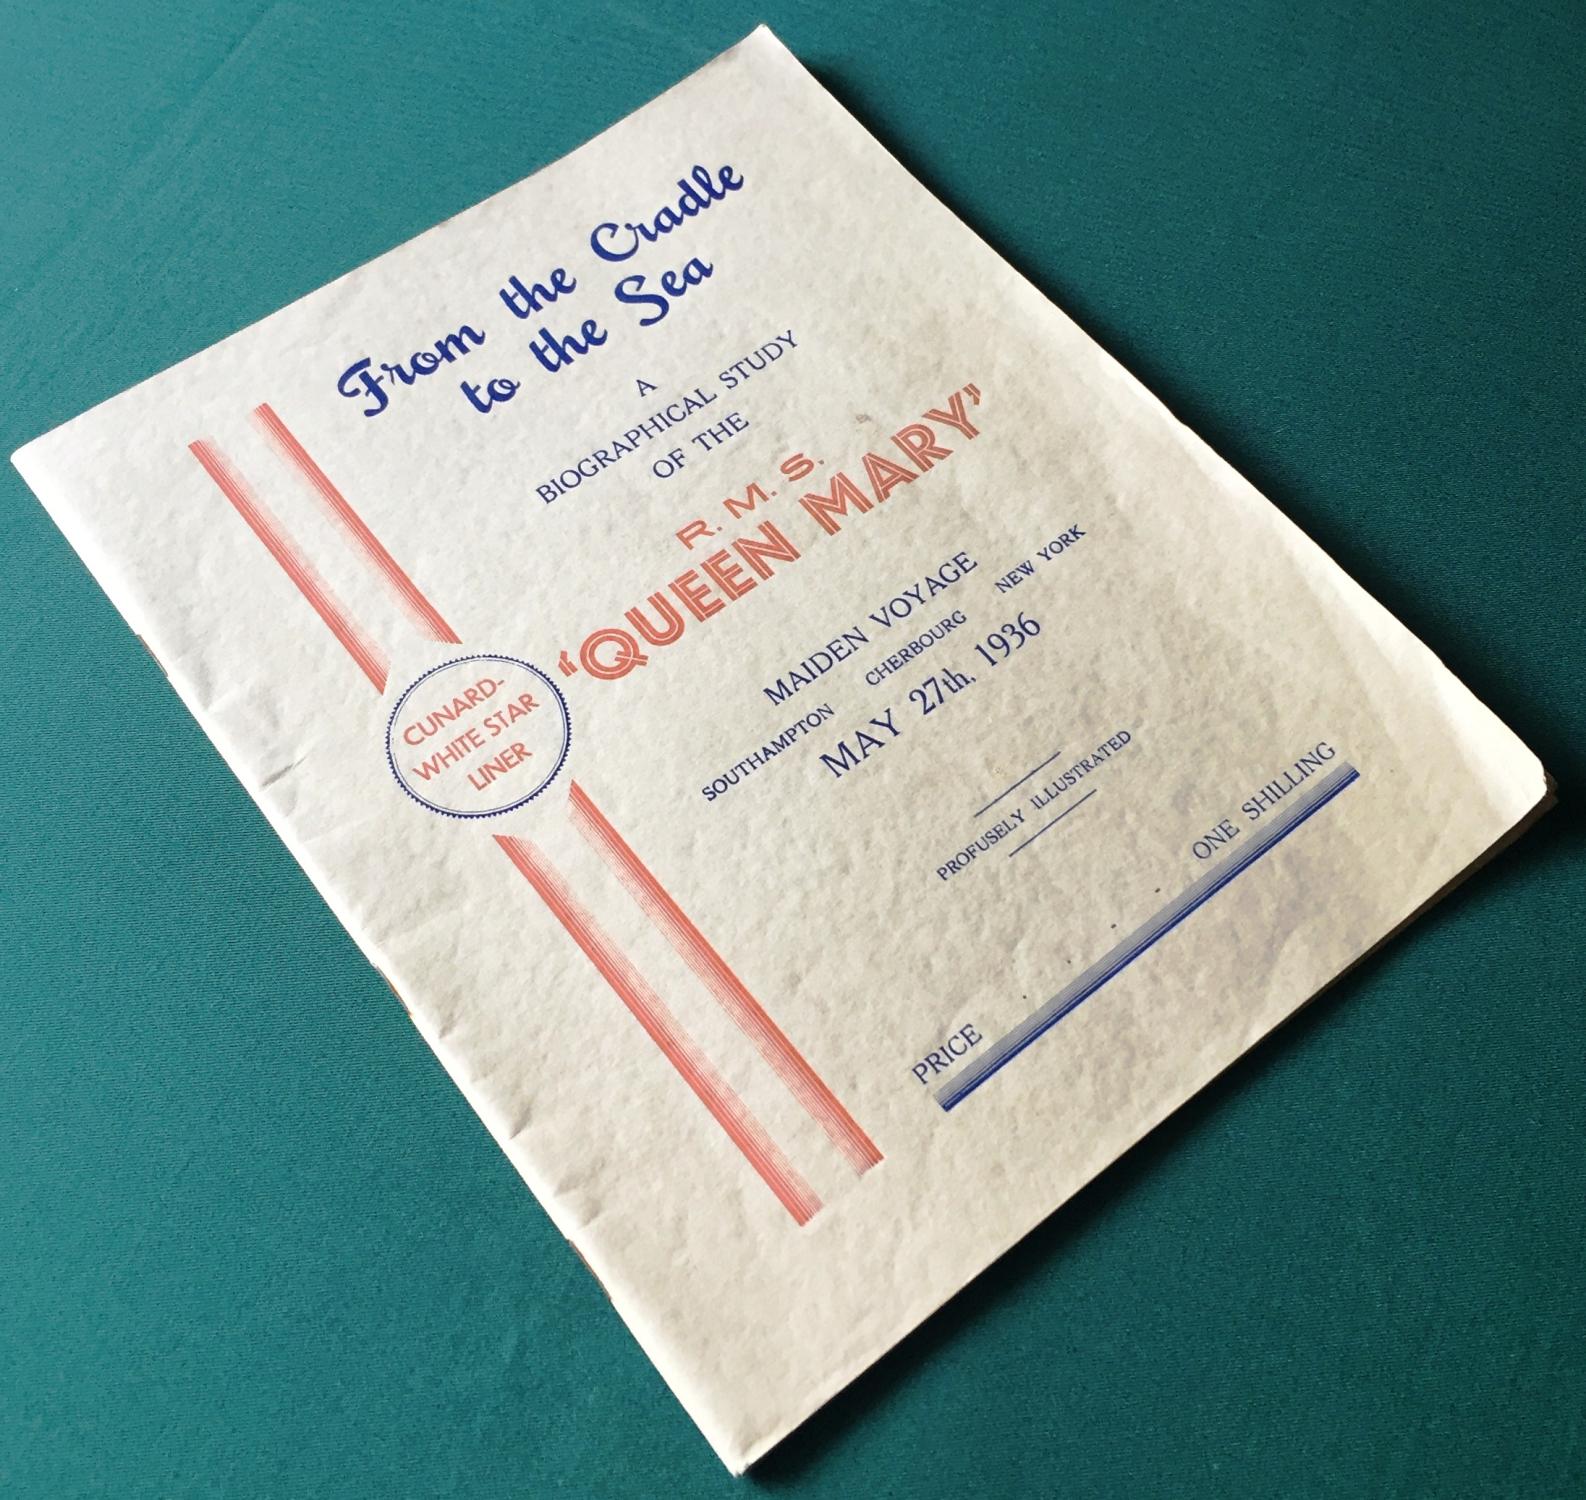 From the Cradle
to the Sea
A
BIOGRAPHICAL STUDY
OF THE
R. M. S.
"QUEEN MARY"
CUNARD-
WHITE STAR
LINER
MAIDEN VOYAGE
SOUTHAMPTON CHERBOURG NEW YORK
MAY 27th, 1936
PROFUSELY ILLUSTRATED
PRICE ONE SHILLING